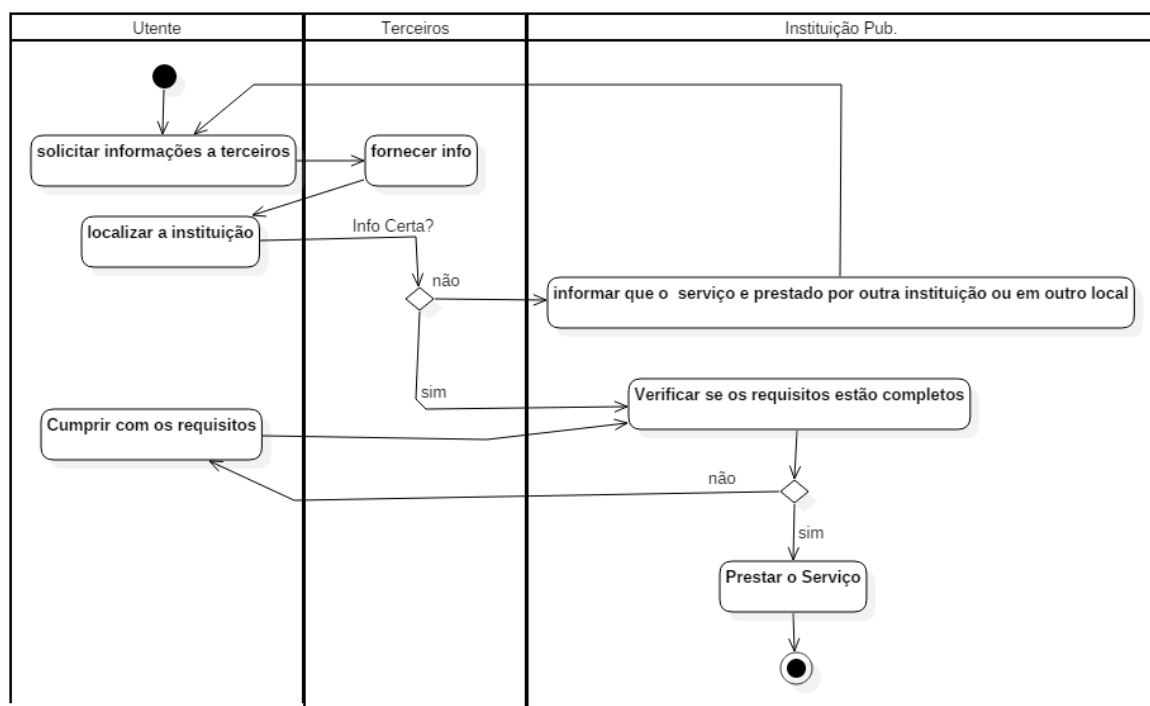 Utente
Terceiros
Instituição Pub.
solicitar informações a terceiros
fornecer info
localizar a instituição
Info Certa?
não
informar que o  serviço e prestado por outra instituição ou em outro local
sim
Verificar se os requisitos estão completos
Cumprir com os requisitos
não
sim
Prestar o Serviço